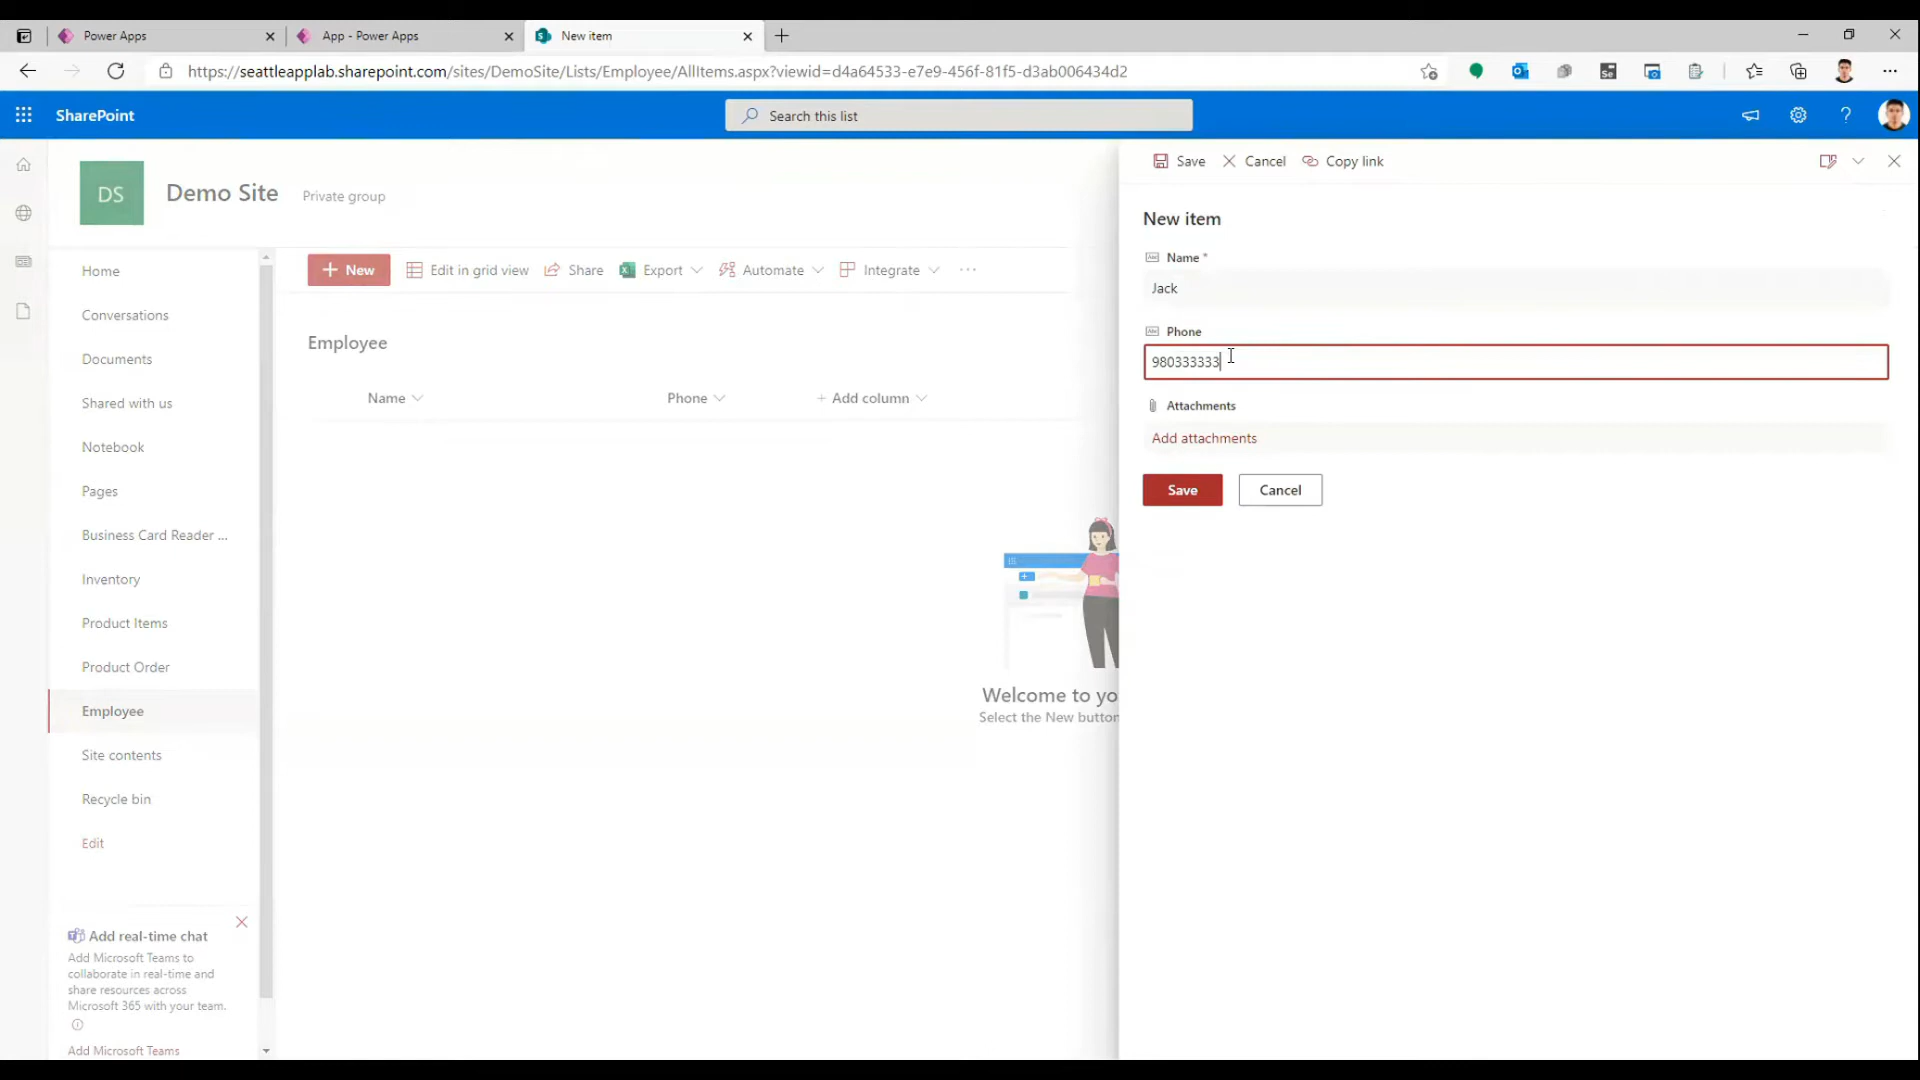 Power Apps
App - Power Apps
New item
https://seattleapplab.sharepoint.com/sites/DemoSite/Lists/Employee/AllItems.aspx?viewid=d4a64533-e7e9-456f-81f5-d3ab006434d2
SharePoint
Search this list
DS
Demo Site
Private group
Home
Conversations
Documents
Shared with us
Notebook
Pages
Business Card Reader ...
Inventory
Product Items
Product Order
Employee
Site contents
Recycle bin
Edit
Add real-time chat
Add Microsoft Teams to
collaborate in real-time and
share resources across
Microsoft 365 with your team.
Add Microsoft Teams
+ New
Edit in grid view
Share
Export
Automate
Integrate
Employee
Name
Phone
+ Add column
Welcome to yo
Select the New button
Save
Cancel
Copy link
New item
Name *
Jack
Phone
980333333
Attachments
Add attachments
Save
Cancel